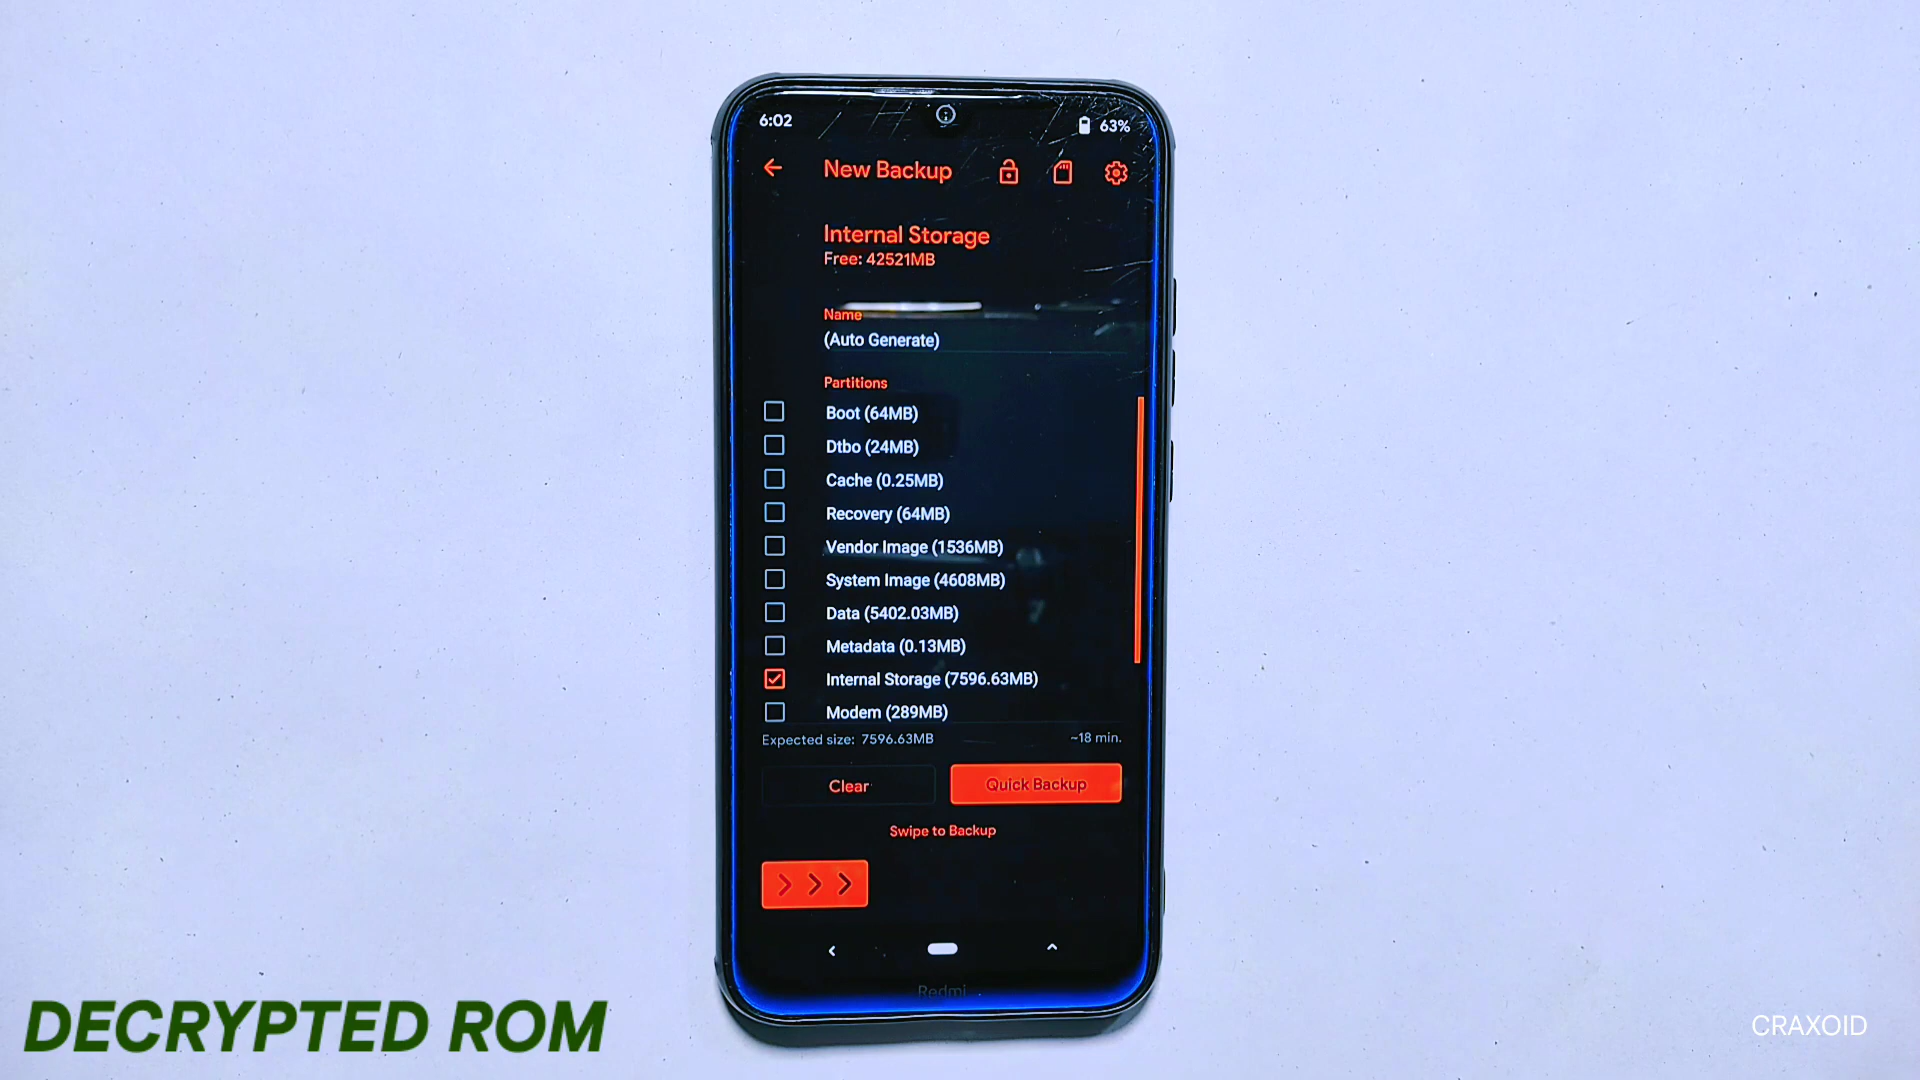 6:02
63%
New Backup
Internal Storage
Free: 42521MB
Name
(Auto Generate)
Partitions
Boot (64MB)
Dtbo (24MB)
Cache (0.25MB)
Recovery (64MB)
Vendor Image (1536MB)
System Image (4608MB)
Data (5402.03MB)
Metadata (0.13MB)
Internal Storage (7596.63MB)
Modem (289MB)
Expected size: 7596.63MB
~18 min.
Clear
Quick Backup
Swipe to Backup
Redmi
DECRYPTED ROM
CRAXOID